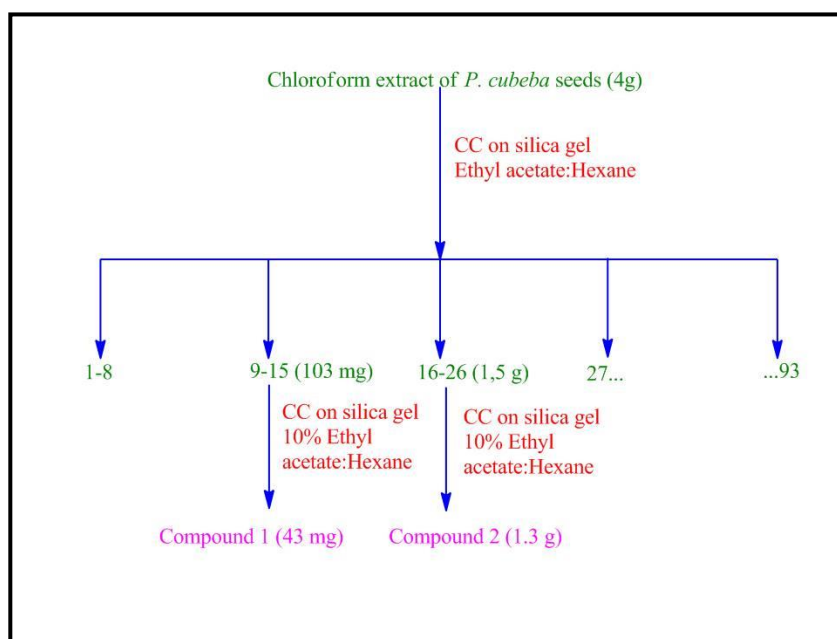 Chloroform extract of P. cubeba seeds (4g)
CC on silica gel
Ethyl acetate:Hexane
1-8
9-15 (103 mg)
16-26 (1,5 g)
27...
...93
CC on silica gel
10% Ethyl
acetate:Hexane
CC on silica gel
10% Ethyl
acetate:Hexane
Compound 1 (43 mg)
Compound 2 (1.3 g)